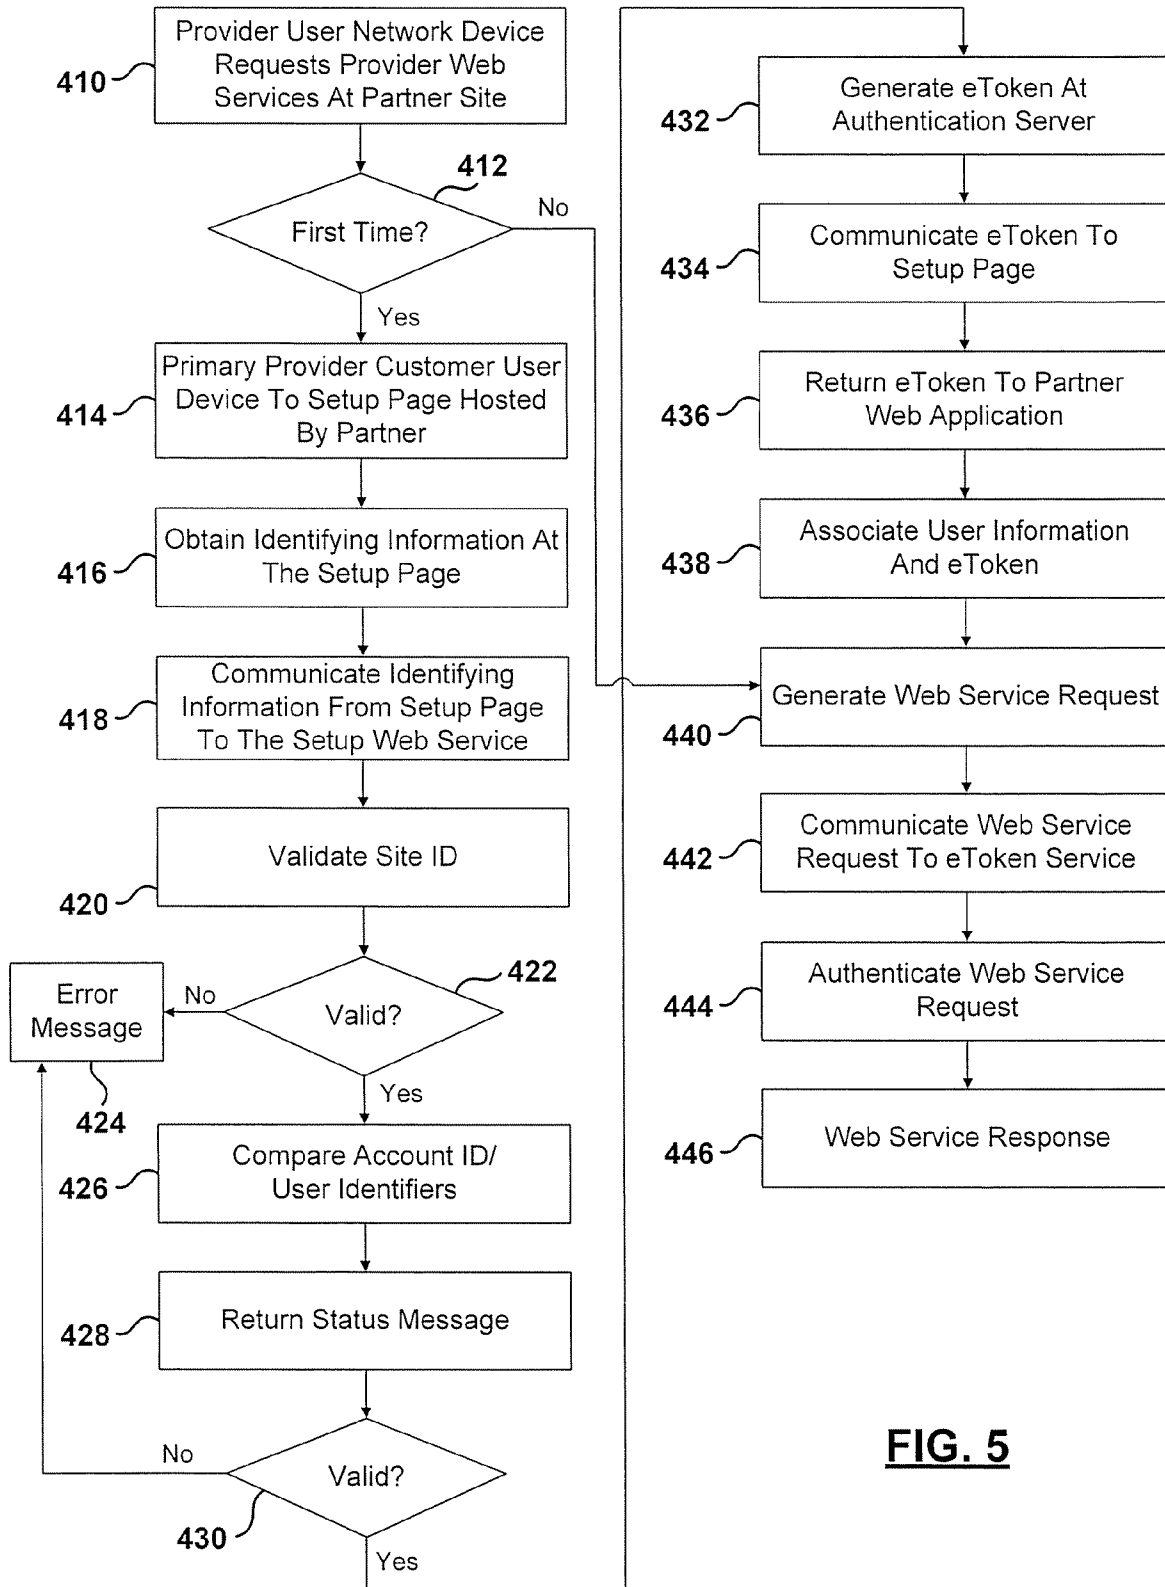 Provider User Network Device
Requests Provider Web
Services At Partner Site
410
412
First Time?
No
Yes
Primary Provider Customer User
Device To Setup Page Hosted
By Partner
414
Obtain Identifying Information At
The Setup Page
416
Communicate Identifying
Information From Setup Page
To The Setup Web Service
418
Validate Site ID
420
422
Valid?
No
Error
Message
424
Yes
Compare Account ID/
User Identifiers
426
Return Status Message
428
Valid?
No
430
Yes
Generate eToken At
Authentication Server
432
Communicate eToken To
Setup Page
434
Return eToken To Partner
Web Application
436
Associate User Information
And eToken
438
Generate Web Service Request
440
Communicate Web Service
Request To eToken Service
442
Authenticate Web Service
Request
444
Web Service Response
446
FIG. 5